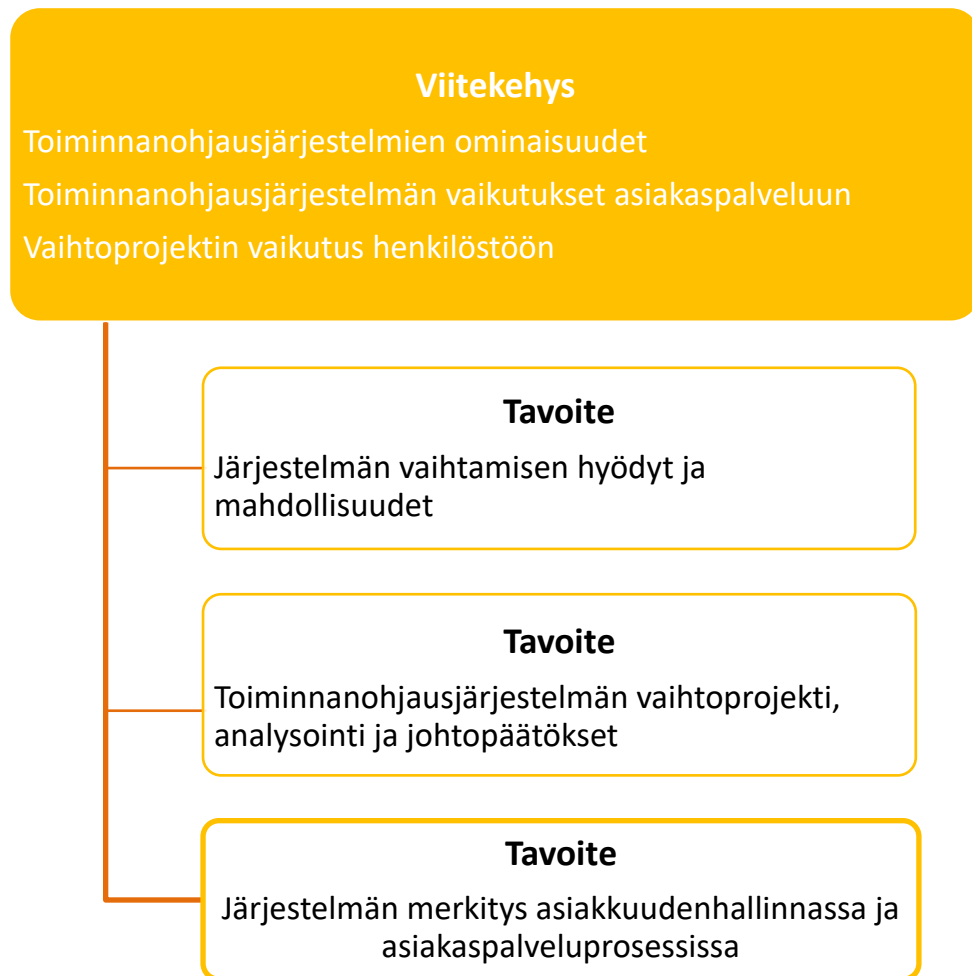 Viitekehys
Toiminnanohjausjärjestelmien ominaisuudet
Toiminnanohjausjärjestelmän vaikutukset asiakaspalveluun
Vaihtoprojektin vaikutus henkilöstöön
Tavoite
Järjestelmän vaihtamisen hyödyt ja
mahdollisuudet
Tavoite
Toiminnanohjausjärjestelmän vaihtoprojekti,
analysointi ja johtopäätökset
Tavoite
Järjestelmän merkitys asiakkuudenhallinnassa ja
asiakaspalveluprosessissa